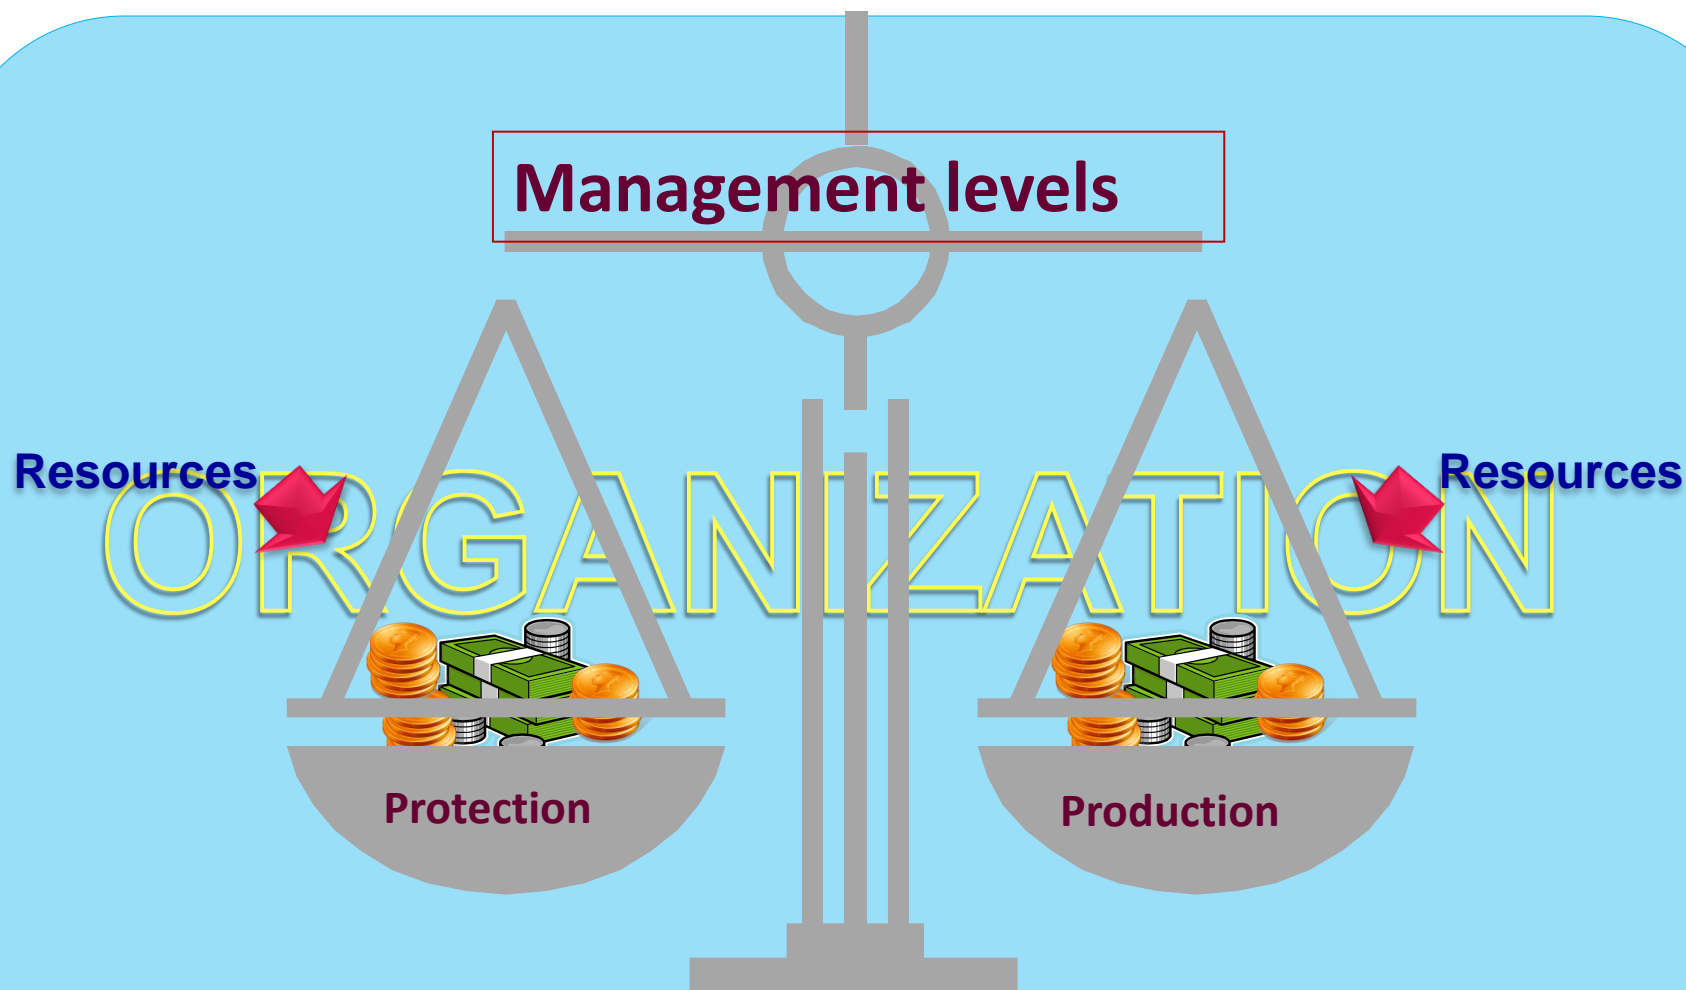 Management levels
Resources
Resources
ORGANIZATION
Protection
Production